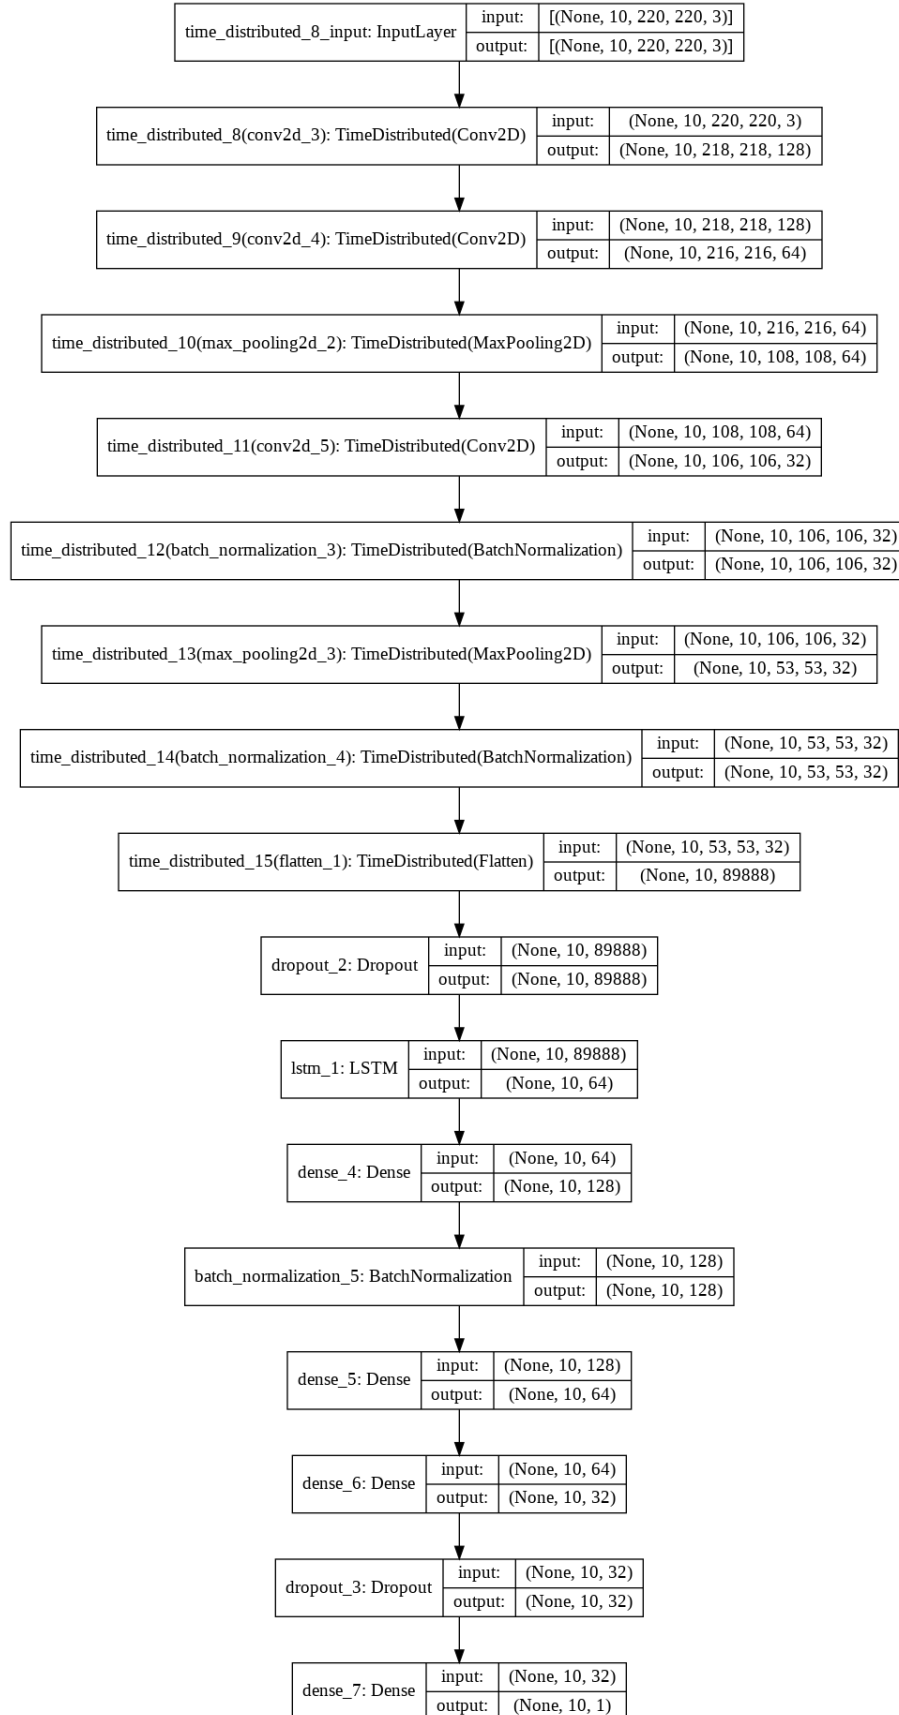 time_distributed_8_input: InputLayer
input: [(None, 10, 220, 220, 3)]
output: [(None, 10, 220, 220, 3)]
time_distributed_8(conv2d_3): TimeDistributed(Conv2D)
input: (None, 10, 220, 220, 3)
output: (None, 10, 218, 218, 128)
time_distributed_9(conv2d_4): TimeDistributed(Conv2D)
input: (None, 10, 218, 218, 128)
output: (None, 10, 216, 216, 64)
time_distributed_10(max_pooling2d_2): TimeDistributed(MaxPooling2D)
input: (None, 10, 216, 216, 64)
output: (None, 10, 108, 108, 64)
time_distributed_11(conv2d_5): TimeDistributed(Conv2D)
input: (None, 10, 108, 108, 64)
output: (None, 10, 106, 106, 32)
time_distributed_12(batch_normalization_3): TimeDistributed(BatchNormalization)
input: (None, 10, 106, 106, 32)
output: (None, 10, 106, 106, 32)
time_distributed_13(max_pooling2d_3): TimeDistributed(MaxPooling2D)
input: (None, 10, 106, 106, 32)
output: (None, 10, 53, 53, 32)
time_distributed_14(batch_normalization_4): TimeDistributed(BatchNormalization)
input: (None, 10, 53, 53, 32)
output: (None, 10, 53, 53, 32)
time_distributed_15(flatten_1): TimeDistributed(Flatten)
input: (None, 10, 53, 53, 32)
output: (None, 10, 89888)
dropout_2: Dropout
input: (None, 10, 89888)
output: (None, 10, 89888)
lstm_1: LSTM
input: (None, 10, 89888)
output: (None, 10, 64)
dense_4: Dense
input: (None, 10, 64)
output: (None, 10, 128)
batch_normalization_5: BatchNormalization
input: (None, 10, 128)
output: (None, 10, 128)
dense_5: Dense
input: (None, 10, 128)
output: (None, 10, 64)
dense_6: Dense
input: (None, 10, 64)
output: (None, 10, 32)
dropout_3: Dropout
input: (None, 10, 32)
output: (None, 10, 32)
dense_7: Dense
input: (None, 10, 32)
output: (None, 10, 1)